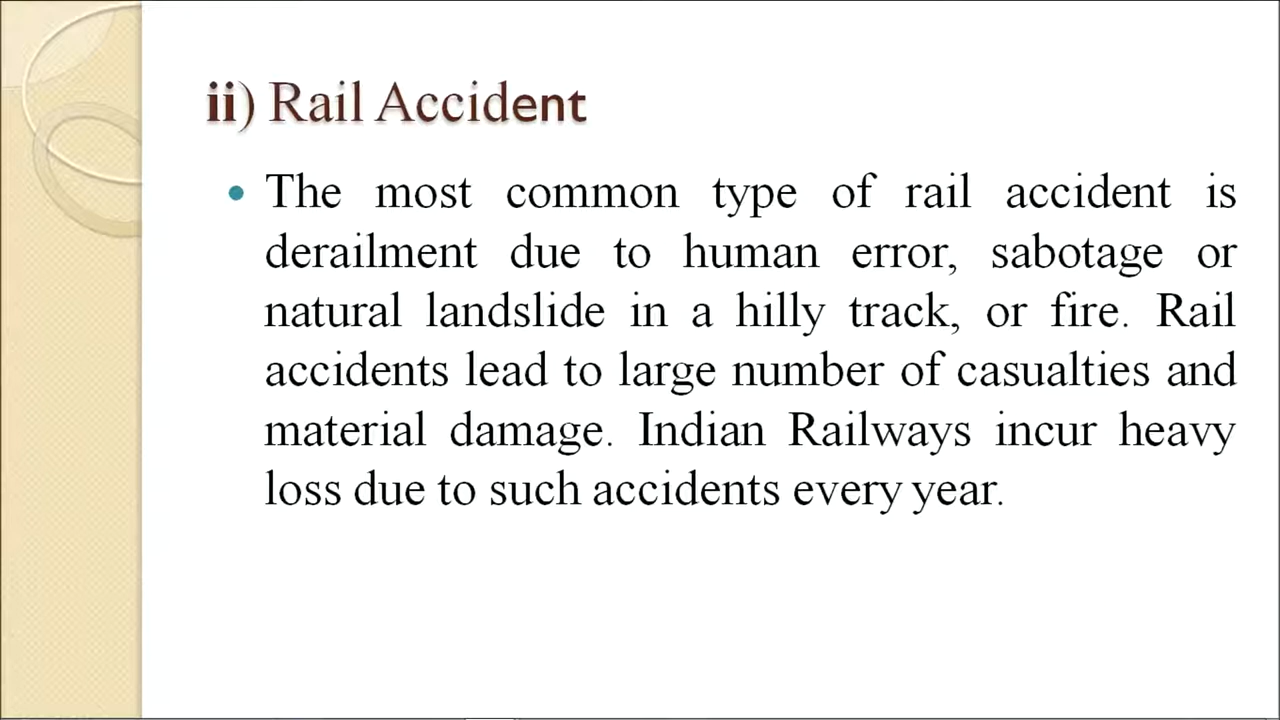 ii) Rail Accident
• The most common type of rail accident is
derailment due to human error, sabotage or
natural landslide in a hilly track, or fire. Rail
accidents lead to large number of casualties and
material damage. Indian Railways incur heavy
loss due to such accidents every year.